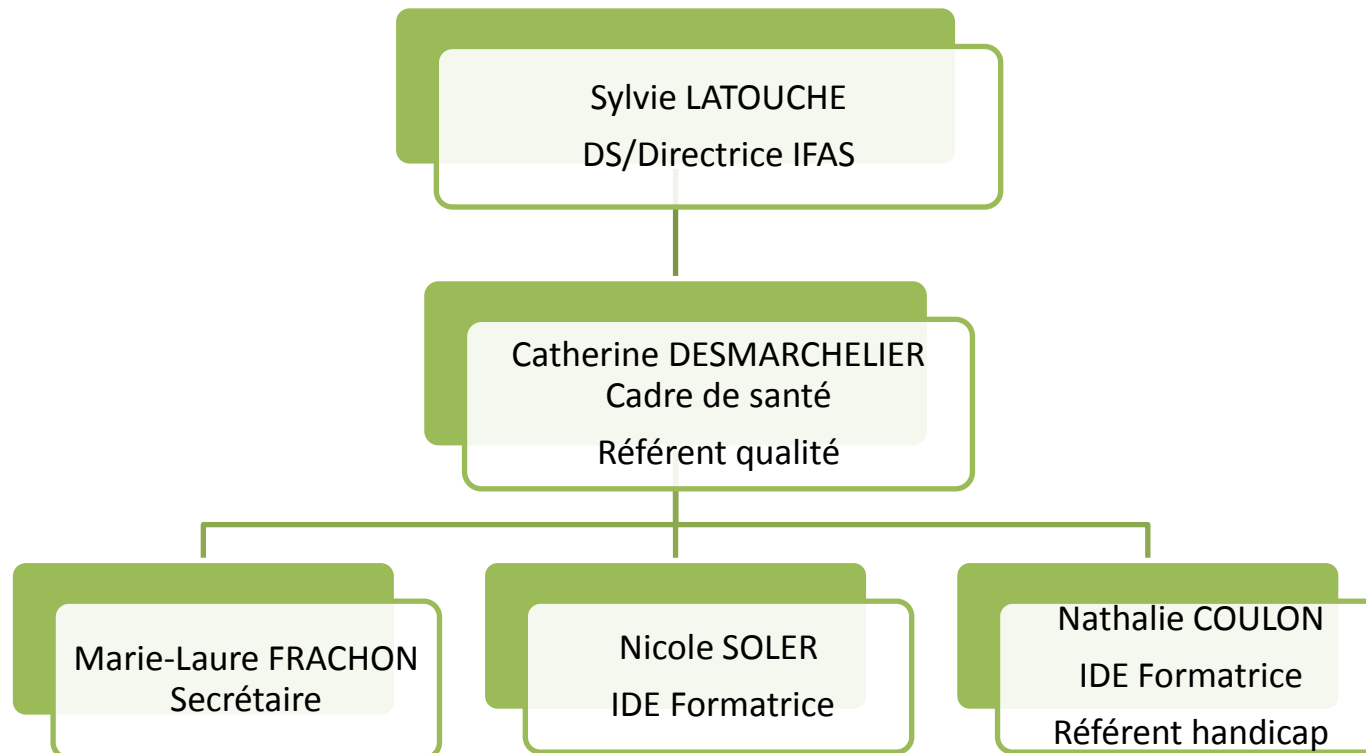 Sylvie LATOUCHE
DS/Directrice IFAS
Catherine DESMARCHELIER
Cadre de santé
Référent qualité
Marie-Laure FRACHON
Secrétaire
Nicole SOLER
IDE Formatrice
Nathalie COULON
IDE Formatrice
Référent handicap